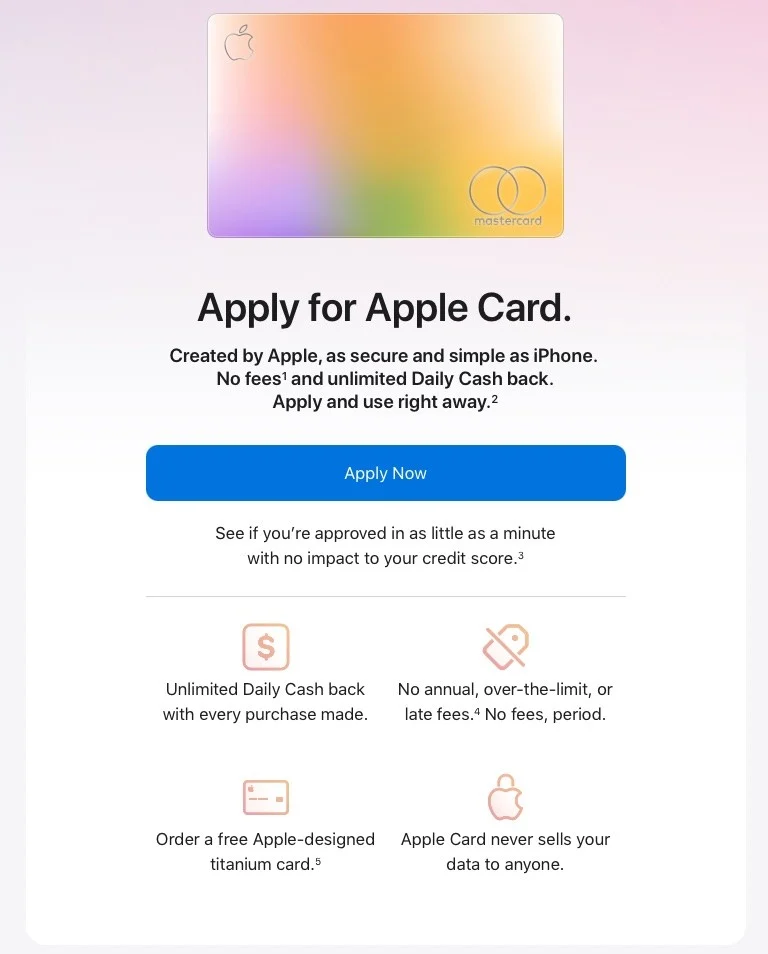 mastercard
Apply for Apple Card.
Created by Apple, as secure and simple as iPhone.
No fees¹ and unlimited Daily Cash back.
Apply and use right away.²
Apply Now
See if you’re approved in as little as a minute
with no impact to your credit score.³
$
Unlimited Daily Cash back
with every purchase made.
No annual, over-the-limit, or
late fees.⁴ No fees, period.
Order a free Apple-designed
titanium card.⁵
Apple Card never sells your
data to anyone.